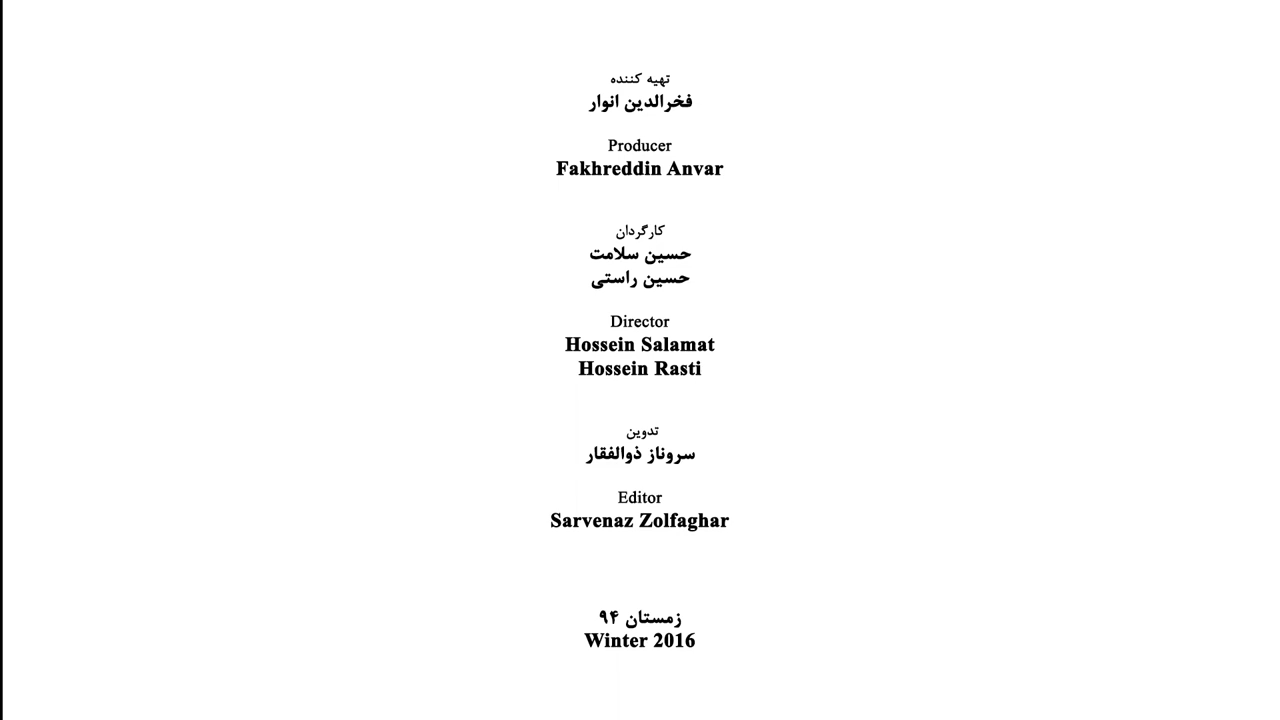 تهیه کننده
فخرالدین انوار
Producer
Fakhreddin Anvar
کارگردان
حسین سلامت
حسین راستی
Director
Hossein Salamat
Hossein Rasti
تدوین
سروناز ذوالفقار
Editor
Sarvenaz Zolfaghar
زمستان ۹۴
Winter 2016